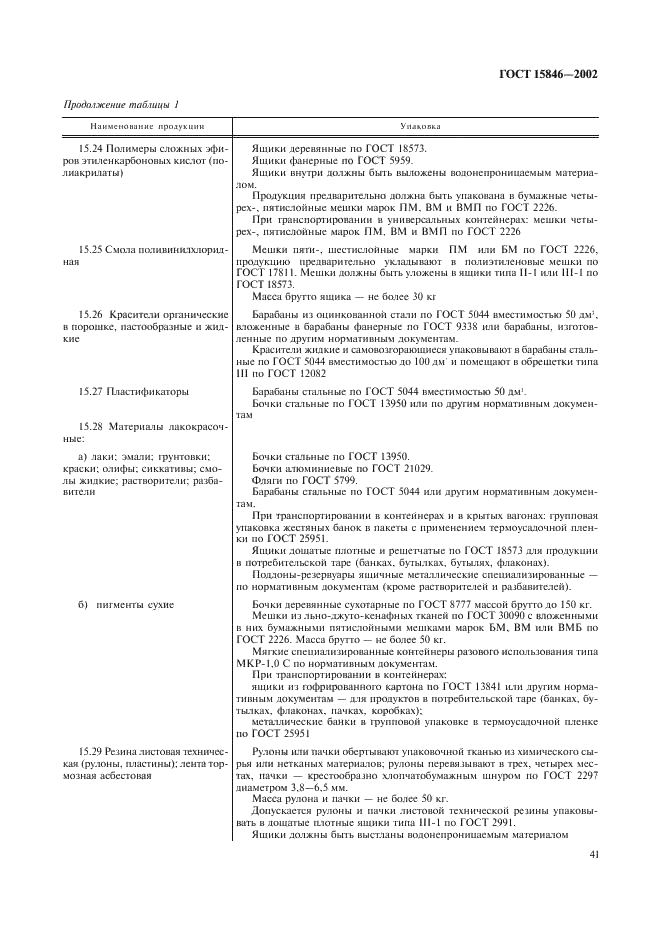 ГОСТ 15846—2002
Продолжение таблицы 1
Наименование продукции
Упаковка
15.24 Полимеры сложных эфи-
ров этиленкарбоновых кислот (по-
лиакрилаты)
Ящики деревянные по ГОСТ 18573.
Ящики фанерные по ГОСТ 5959.
Ящики внутри должны быть выложены водонепроницаемым материа-
лом.
Продукция предварительно должна быть упакована в бумажные четы-
рех-, пятислойные мешки марок ПМ, ВМ и ВМП по ГОСТ 2226.
При транспортировании в универсальных контейнерах: мешки четы-
рех-, пятислойные марок ПМ, ВМ и ВМП по ГОСТ 2226
15.25 Смола поливинилхлорид-
ная
Мешки пяти-, шестислойные марки ПМ или БМ по ГОСТ 2226,
продукцию предварительно укладывают в полиэтиленовые мешки по
ГОСТ 17811. Мешки должны быть уложены в ящики типа II-1 или III-1 по
ГОСТ 18573.
Масса брутто ящика — не более 30 кг
15.26 Красители органические
в порошке, пастообразные и жид-
кие
Барабаны из оцинкованной стали по ГОСТ 5044 вместимостью 50 дм³,
вложенные в барабаны фанерные по ГОСТ 9338 или барабаны, изготов-
ленные по другим нормативным документам.
Красители жидкие и самовозгорающиеся упаковывают в барабаны сталь-
ные по ГОСТ 5044 вместимостью до 100 дм³ и помещают в обрешетки типа
III по ГОСТ 12082
15.27 Пластификаторы
Барабаны стальные по ГОСТ 5044 вместимостью 50 дм³.
Бочки стальные по ГОСТ 13950 или по другим нормативным докумен-
там
15.28 Материалы лакокрасоч-
ные:
а) лаки; эмали; грунтовки;
краски; олифы; сиккативы; смо-
лы жидкие; растворители; разба-
вители
Бочки стальные по ГОСТ 13950.
Бочки алюминиевые по ГОСТ 21029.
Фляги по ГОСТ 5799.
Барабаны стальные по ГОСТ 5044 или другим нормативным документ-
там.
При транспортировании в контейнерах и в крытых вагонах: групповая
упаковка жестяных банок в пакеты с применением термоусадочной плен-
ки по ГОСТ 25951.
Ящики дощатые плотные и решетчатые по ГОСТ 18573 для продукции
в потребительской таре (банках, бутылках, бутылях, флаконах).
Поддоны-резервуары ящичные металлические специализированные —
по нормативным документам (кроме растворителей и разбавителей).
б) пигменты сухие
Бочки деревянные сухотарные по ГОСТ 8777 массой брутто до 150 кг.
Мешки из льно-джуто-кенафных тканей по ГОСТ 30090 с вложенными
в них бумажными пятислойными мешками марок БМ, ВМ или ВМБ по
ГОСТ 2226. Масса брутто — не более 50 кг.
Мягкие специализированные контейнеры разового использования типа
МКР-1,0 С по нормативным документам.
При транспортировании в контейнерах:
ящики из гофрированного картона по ГОСТ 13841 или другим норма-
тивным документам — для продуктов в потребительской таре (банках, бу-
тылках, флаконах, пачках, коробках);
металлические банки в групповой упаковке в термоусадочной пленке
по ГОСТ 25951
15.29 Резина листовая техничес-
кая (рулоны, пластины); лента тор-
мозная асбестовая
Рулоны или пачки обертывают упаковочной тканью из химического сы-
рья или нетканых материалов; рулоны перевязывают в трех, четырех мес-
тах, пачки — крестообразно хлопчатобумажным шнуром по ГОСТ 2297
диаметром 3,8—6,5 мм.
Масса рулона и пачки — не более 50 кг.
Допускается рулоны и пачки листовой технической резины упаковы-
вать в дощатые плотные ящики типа III-1 по ГОСТ 2991.
Ящики должны быть выстланы водонепроницаемым материалом
41